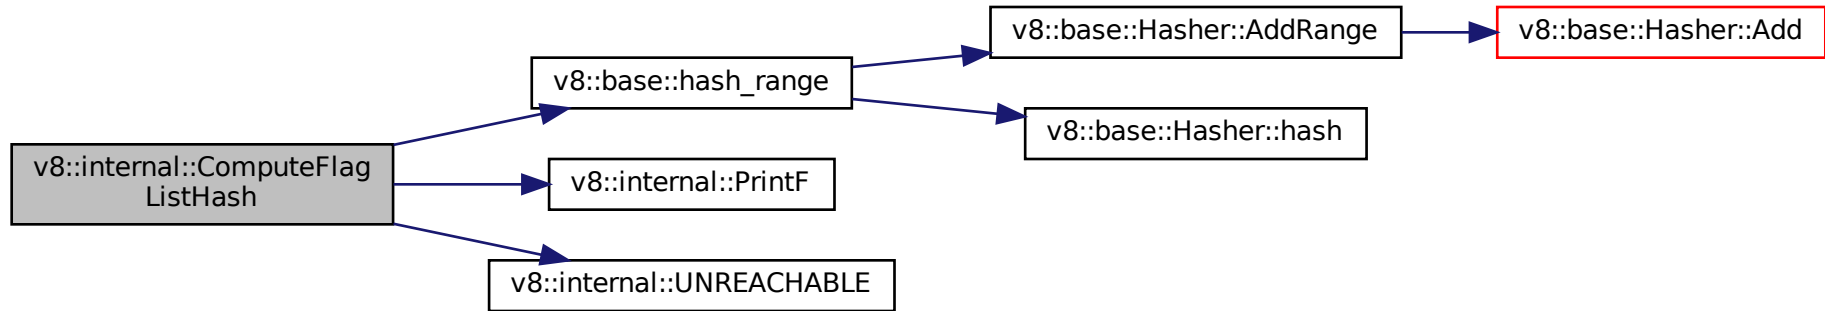 v8::internal::ComputeFlag
ListHash
v8::base::hash_range
v8::internal::PrintF
v8::internal::UNREACHABLE
v8::base::Hasher::AddRange
v8::base::Hasher::hash
v8::base::Hasher::Add